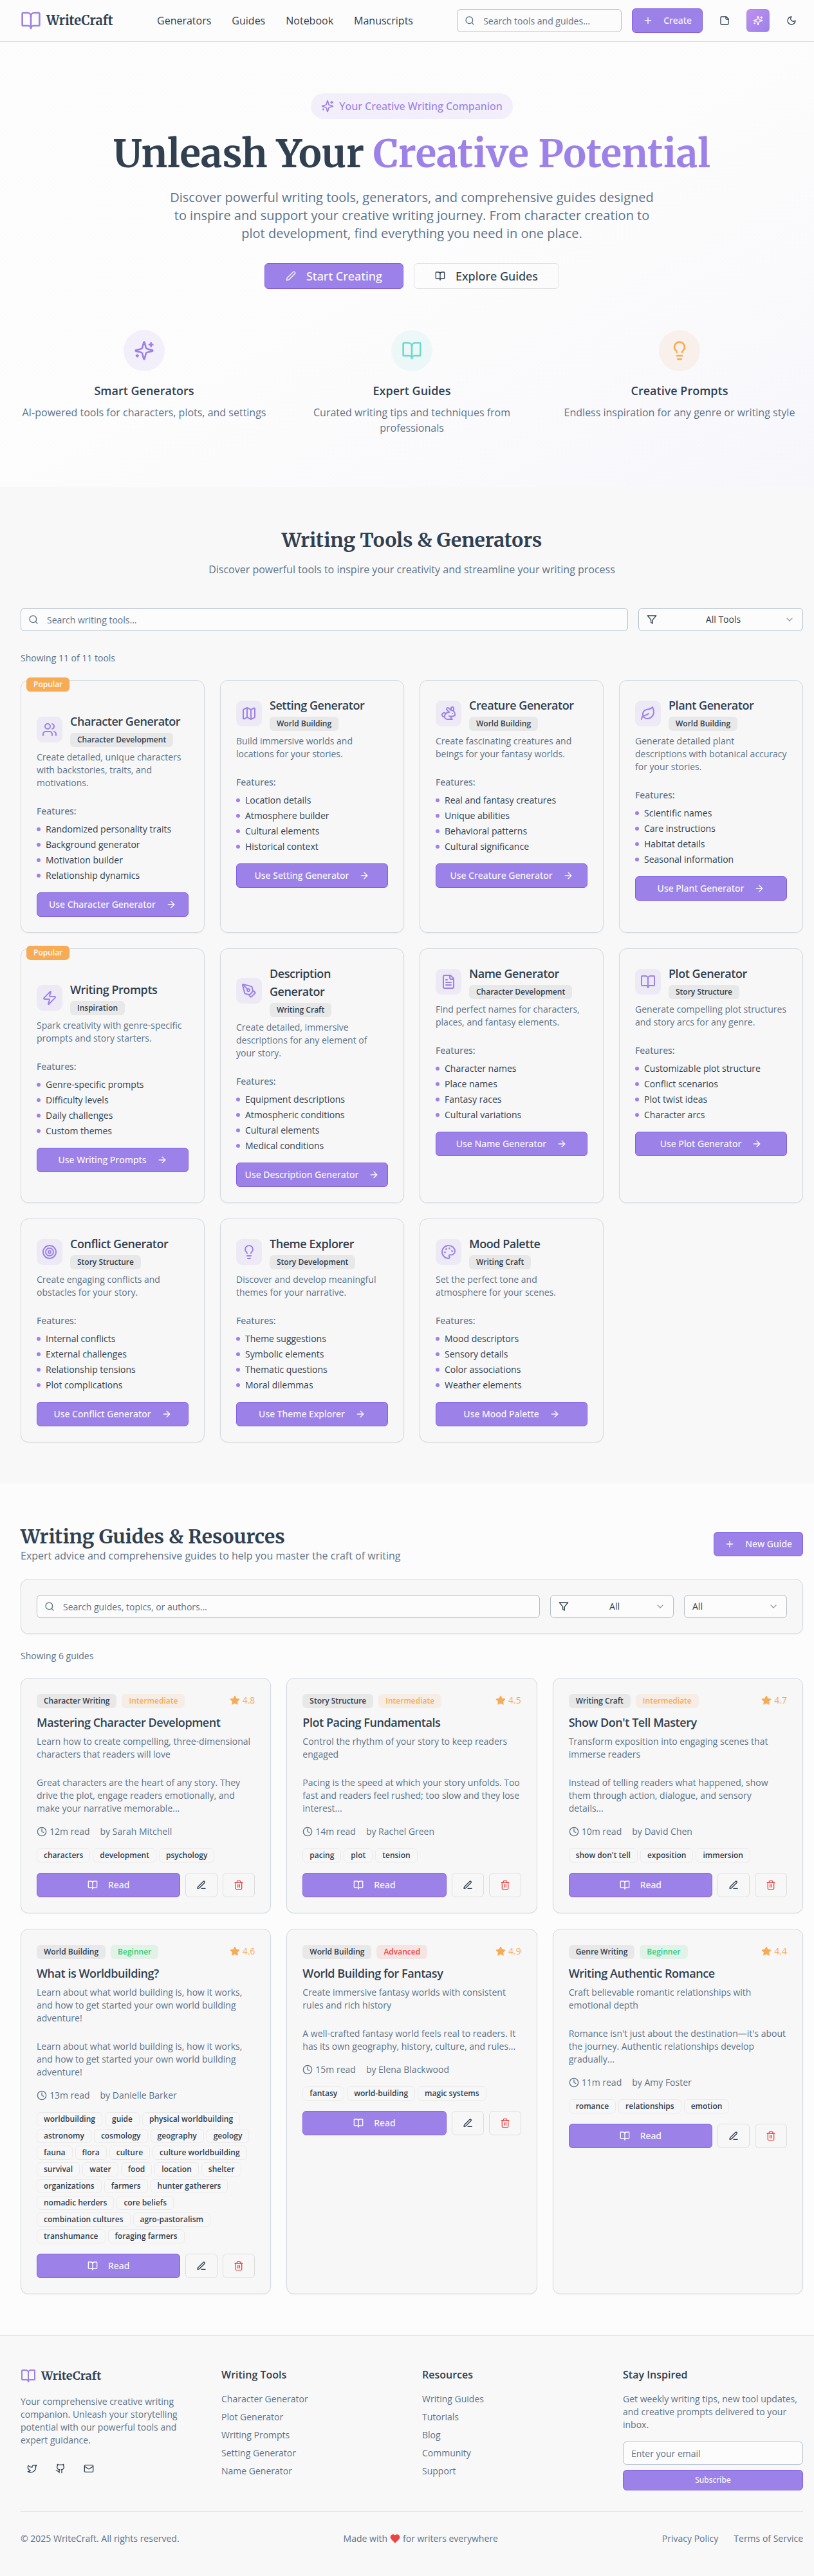 WriteCraft
Generators
Guides
Notebook
Manuscripts
Search tools and guides...
Create
Your Creative Writing Companion
Unleash Your Creative Potential
Discover powerful writing tools, generators, and comprehensive guides designed
to inspire and support your creative writing journey. From character creation to
plot development, find everything you need in one place.
Start Creating
Explore Guides
Smart Generators
AI-powered tools for characters, plots, and settings
Expert Guides
Curated writing tips and techniques from
professionals
Creative Prompts
Endless inspiration for any genre or writing style
Writing Tools & Generators
Discover powerful tools to inspire your creativity and streamline your writing process
Search writing tools...
All Tools
Showing 11 of 11 tools
Popular
Character Generator
Character Development
Create detailed, unique characters
with backstories, traits, and
motivations.
Features:
Randomized personality traits
Background generator
Motivation builder
Relationship dynamics
Use Character Generator
Setting Generator
World Building
Build immersive worlds and
locations for your stories.
Features:
Location details
Atmosphere builder
Cultural elements
Historical context
Use Setting Generator
Creature Generator
World Building
Create fascinating creatures and
beings for your fantasy worlds.
Features:
Real and fantasy creatures
Unique abilities
Behavioral patterns
Cultural significance
Use Creature Generator
Plant Generator
World Building
Generate detailed plant
descriptions with botanical accuracy
for your stories.
Features:
Scientific names
Care instructions
Habitat details
Seasonal information
Use Plant Generator
Popular
Writing Prompts
Inspiration
Spark creativity with genre-specific
prompts and story starters.
Features:
Genre-specific prompts
Difficulty levels
Daily challenges
Custom themes
Use Writing Prompts
Description
Generator
Writing Craft
Create detailed, immersive
descriptions for any element of
your story.
Features:
Equipment descriptions
Atmospheric conditions
Cultural elements
Medical conditions
Use Description Generator
Name Generator
Character Development
Find perfect names for characters,
places, and fantasy elements.
Features:
Character names
Place names
Fantasy races
Cultural variations
Use Name Generator
Plot Generator
Story Structure
Generate compelling plot structures
and story arcs for any genre.
Features:
Customizable plot structure
Conflict scenarios
Plot twist ideas
Character arcs
Use Plot Generator
Conflict Generator
Story Structure
Create engaging conflicts and
obstacles for your story.
Features:
Internal conflicts
External challenges
Relationship tensions
Plot complications
Use Conflict Generator
Theme Explorer
Story Development
Discover and develop meaningful
themes for your narrative.
Features:
Theme suggestions
Symbolic elements
Thematic questions
Moral dilemmas
Use Theme Explorer
Mood Palette
Writing Craft
Set the perfect tone and
atmosphere for your scenes.
Features:
Mood descriptors
Sensory details
Color associations
Weather elements
Use Mood Palette
Writing Guides & Resources
Expert advice and comprehensive guides to help you master the craft of writing
New Guide
Search guides, topics, or authors...
All
All
Showing 6 guides
Character Writing
Intermediate
4.8
Mastering Character Development
Learn how to create compelling, three-dimensional
characters that readers will love
Great characters are the heart of any story. They
drive the plot, engage readers emotionally, and
make your narrative memorable...
12m read
by Sarah Mitchell
characters
development
psychology
Read
Story Structure
Intermediate
4.5
Plot Pacing Fundamentals
Control the rhythm of your story to keep readers
engaged
Pacing is the speed at which your story unfolds. Too
fast and readers feel rushed; too slow and they lose
interest...
14m read
by Rachel Green
pacing
plot
tension
Read
Writing Craft
Intermediate
4.7
Show Don't Tell Mastery
Transform exposition into engaging scenes that
immerse readers
Instead of telling readers what happened, show
them through action, dialogue, and sensory
details...
10m read
by David Chen
show don't tell
exposition
immersion
Read
World Building
Beginner
4.6
What is Worldbuilding?
Learn about what world building is, how it works,
and how to get started your own world building
adventure!
Learn about what world building is, how it works,
and how to get started your own world building
adventure!
13m read
by Danielle Barker
worldbuilding guide physical worldbuilding
astronomy cosmology geography geology
fauna flora culture culture worldbuilding
survival water food location shelter
organizations farmers hunter gatherers
nomadic herders core beliefs
combination cultures agro-pastoralism
transhumance foraging farmers
Read
World Building
Advanced
4.9
World Building for Fantasy
Create immersive fantasy worlds with consistent
rules and rich history
A well-crafted fantasy world feels real to readers. It
has its own geography, history, culture, and rules...
15m read
by Elena Blackwood
fantasy
world-building
magic systems
Read
Genre Writing
Beginner
4.4
Writing Authentic Romance
Craft believable romantic relationships with
emotional depth
Romance isn't just about the destination—it's about
the journey. Authentic relationships develop
gradually...
11m read
by Amy Foster
romance
relationships
emotion
Read
WriteCraft
Your comprehensive creative writing
companion. Unleash your storytelling
potential with our powerful tools and
expert guidance.
Writing Tools
Character Generator
Plot Generator
Writing Prompts
Setting Generator
Name Generator
Resources
Writing Guides
Tutorials
Blog
Community
Support
Stay Inspired
Get weekly writing tips, new tool updates,
and creative prompts delivered to your
inbox.
Enter your email
Subscribe
© 2025 WriteCraft. All rights reserved.
Made with ❤️ for writers everywhere
Privacy Policy
Terms of Service